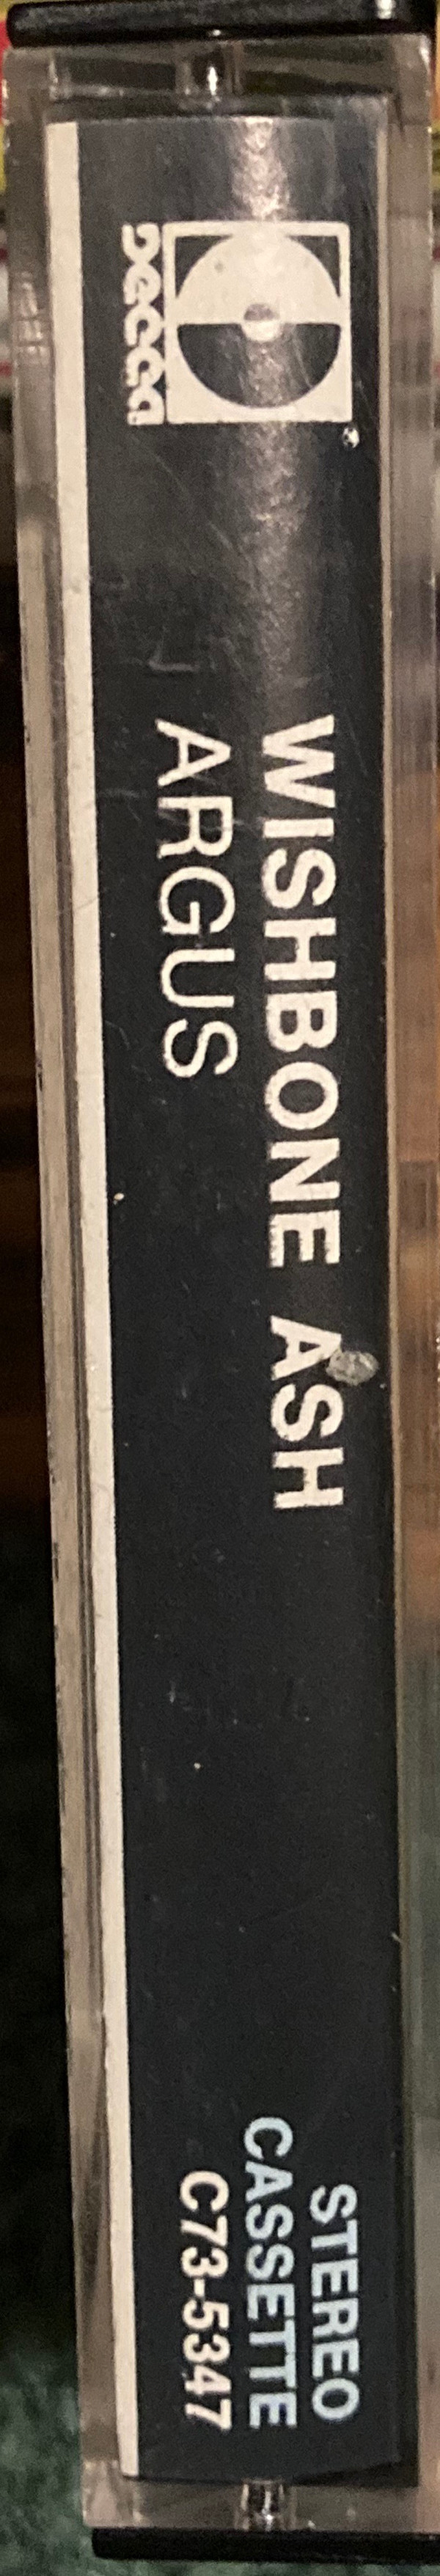 DECCA
WISHBONE ASH
ARGUS
STEREO
CASSETTE
C73-5347